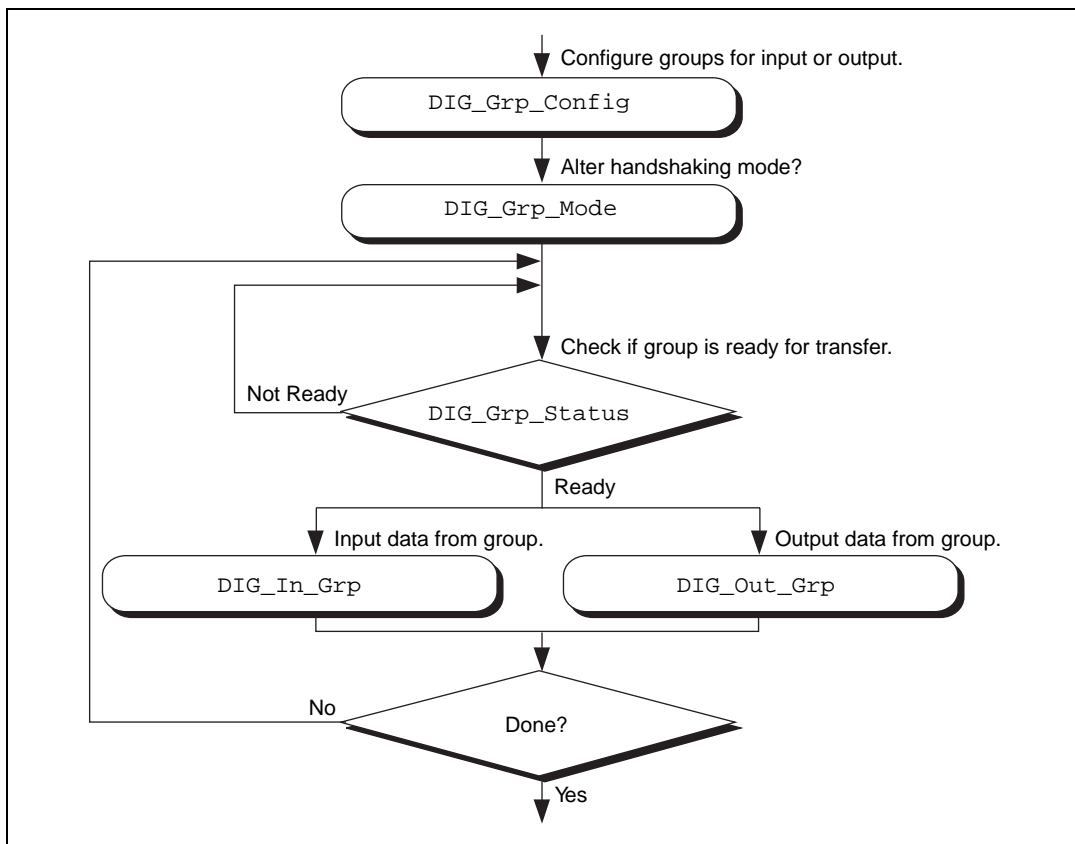 Configure groups for input or output.
DIG_Grp_Config
Alter handshaking mode?
DIG_Grp_Mode
Check if group is ready for transfer.
Not Ready
DIG_Grp_Status
Ready
Input data from group.
Output data from group.
DIG_In_Grp
DIG_Out_Grp
No
Done?
Yes